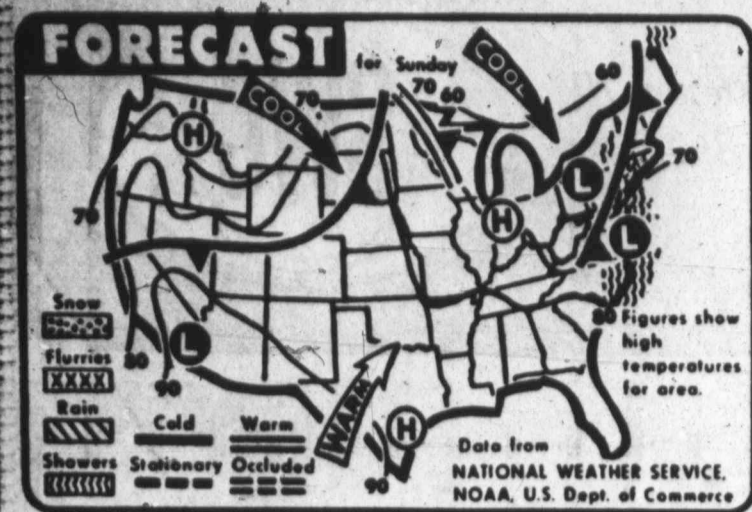 FORECAST
for Sunday
COOL
COOL
70
70
60
60
H
70
L
70
H
L
Snow
80
Figures show
high
temperatures
for area.
Flurries
80
L
90
Rain
Cold
Warm
WARM
H
Showers
Stationary
Occluded
90
Data from
NATIONAL WEATHER SERVICE,
NOAA, U.S. Dept. of Commerce